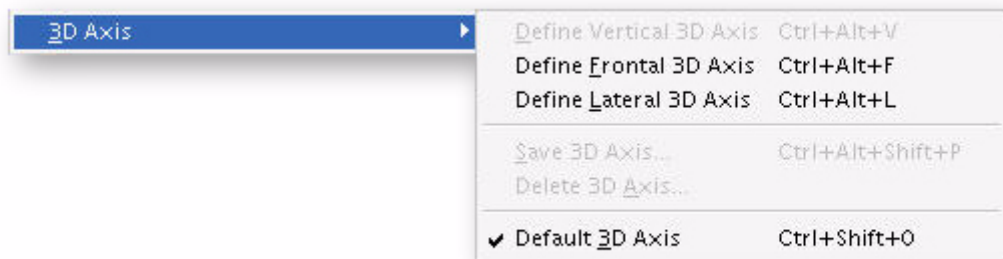 3D Axis
Define Vertical 3D Axis Ctrl+Alt+V
Define Frontal 3D Axis Ctrl+Alt+F
Define Lateral 3D Axis Ctrl+Alt+L
Save 3D Axis... Ctrl+Alt+Shift+P
Delete 3D Axis...
Default 3D Axis Ctrl+Shift+O